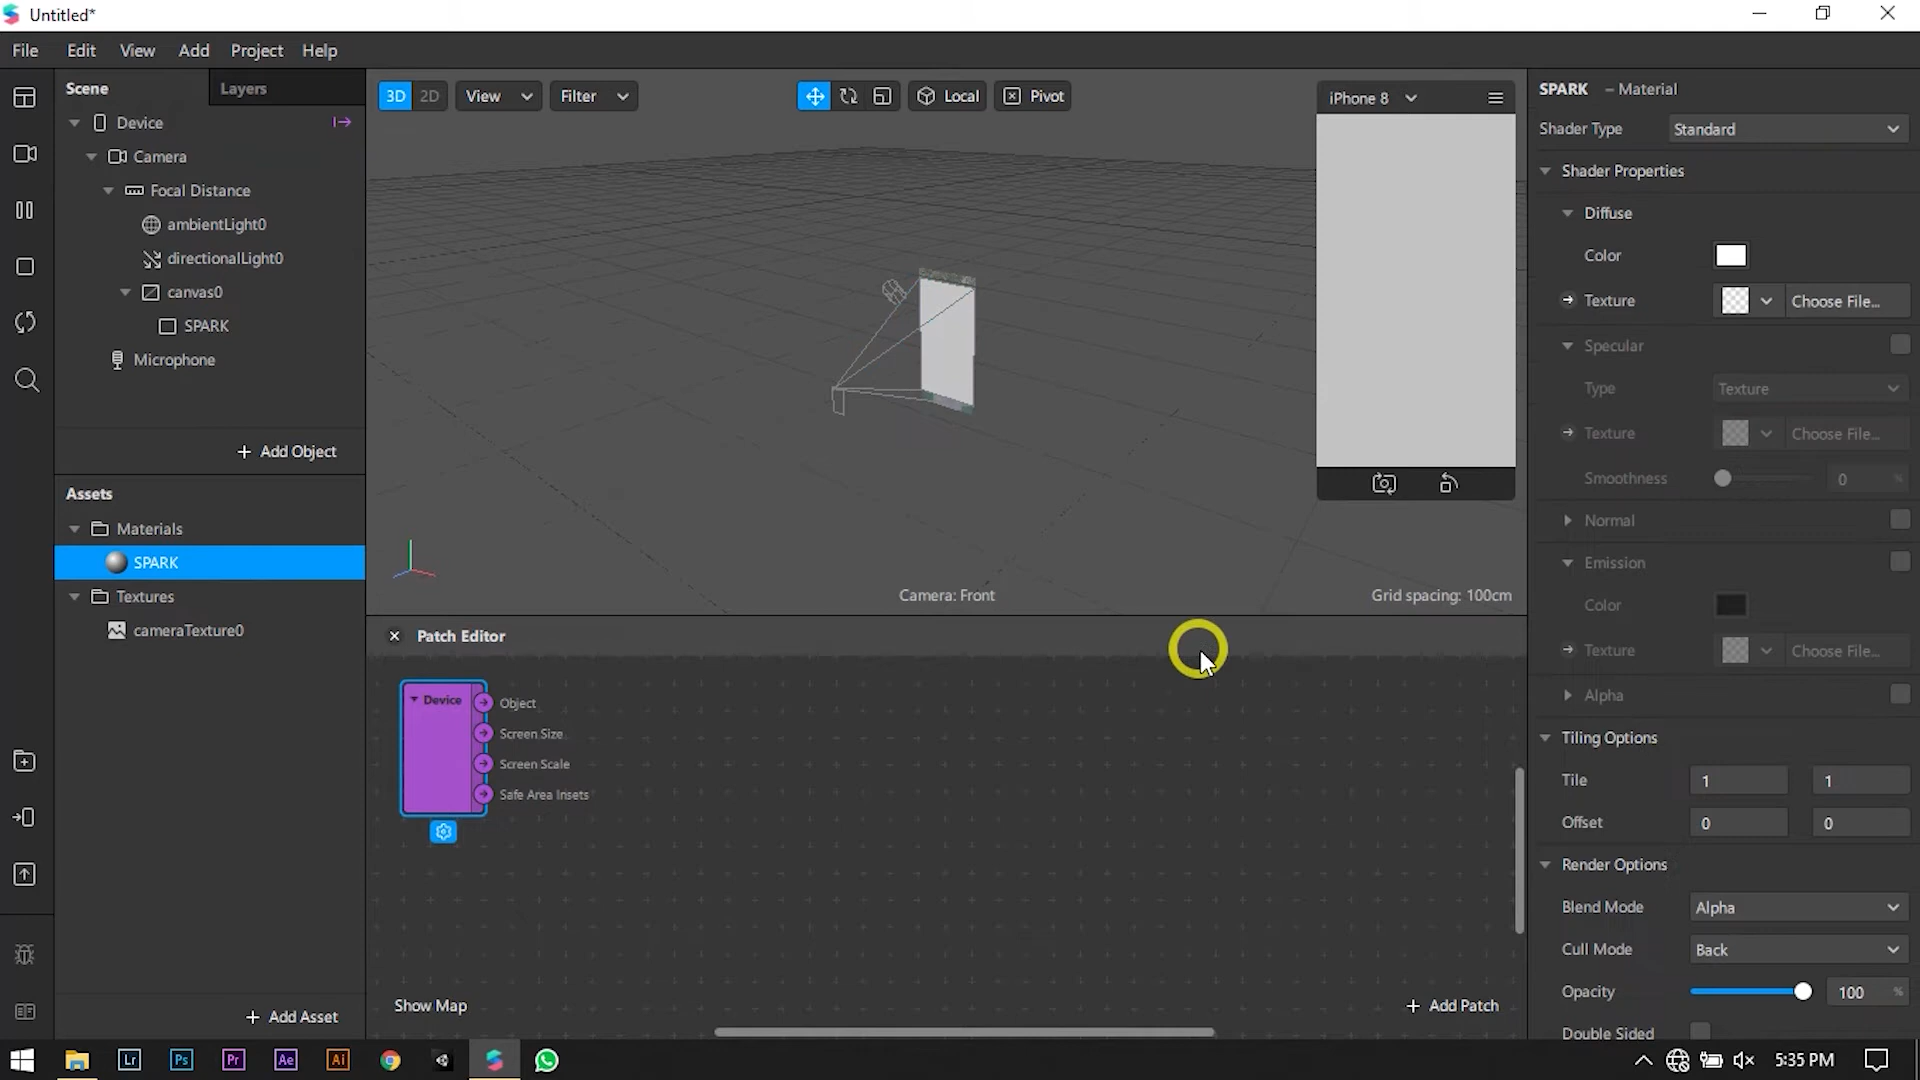 Untitled*
File Edit View Add Project Help
Scene Layers
Device
Camera
Focal Distance
ambientLight0
directionalLight0
canvas0
SPARK
Microphone
+ Add Object
Assets
Materials
SPARK
Textures
cameraTexture0
+ Add Asset
3D 2D View Filter Local Pivot
iPhone 8
Camera: Front
Grid spacing: 100cm
Patch Editor
Device
Object
Screen Size
Screen Scale
Safe Area Insets
Show Map
+ Add Patch
SPARK – Material
Shader Type Standard
Shader Properties
Diffuse
Color
Texture Choose File...
Specular
Type Texture
Texture Choose File...
Smoothness 0 %
Normal
Emission
Color
Texture Choose File...
Alpha
Tiling Options
Tile 1 1
Offset 0 0
Render Options
Blend Mode Alpha
Cull Mode Back
Opacity 100 %
Double Sided
Lr Ps Pr Ae Ai
5:35 PM